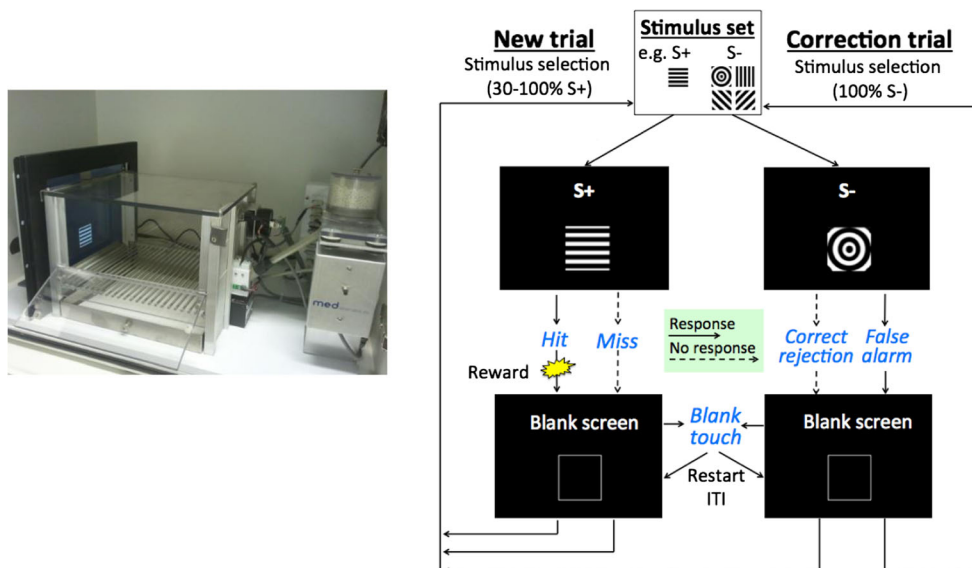 med
New trial
Stimulus selection
(30-100% S+)
Stimulus set
e.g. S+ S-
Correction trial
Stimulus selection
(100% S-)
S+
S-
Hit
Miss
Response
No response
Correct
rejection
False
alarm
Reward
Blank screen
Blank
touch
Blank screen
Restart
ITI